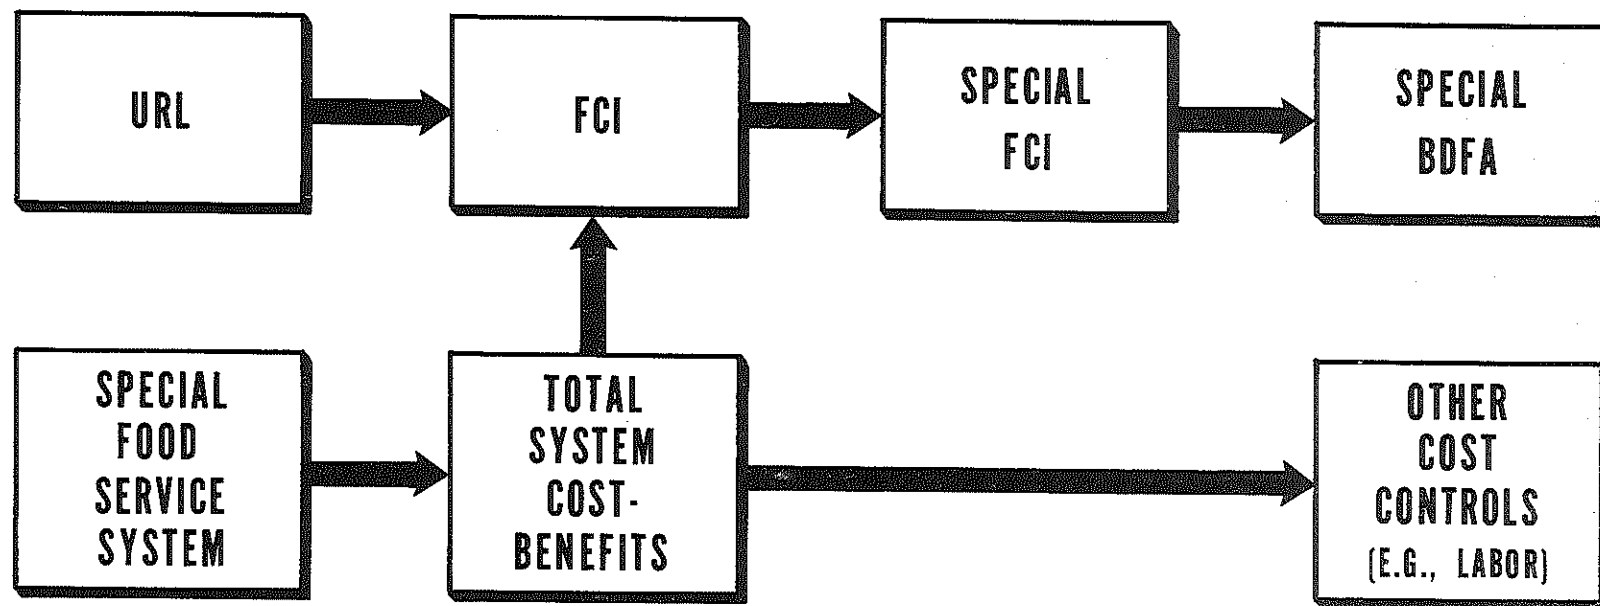 URL
FCI
SPECIAL
FCI
SPECIAL
BDFA
SPECIAL
FOOD
SERVICE
SYSTEM
TOTAL
SYSTEM
COST-
BENEFITS
OTHER
COST
CONTROLS
(E.G., LABOR)